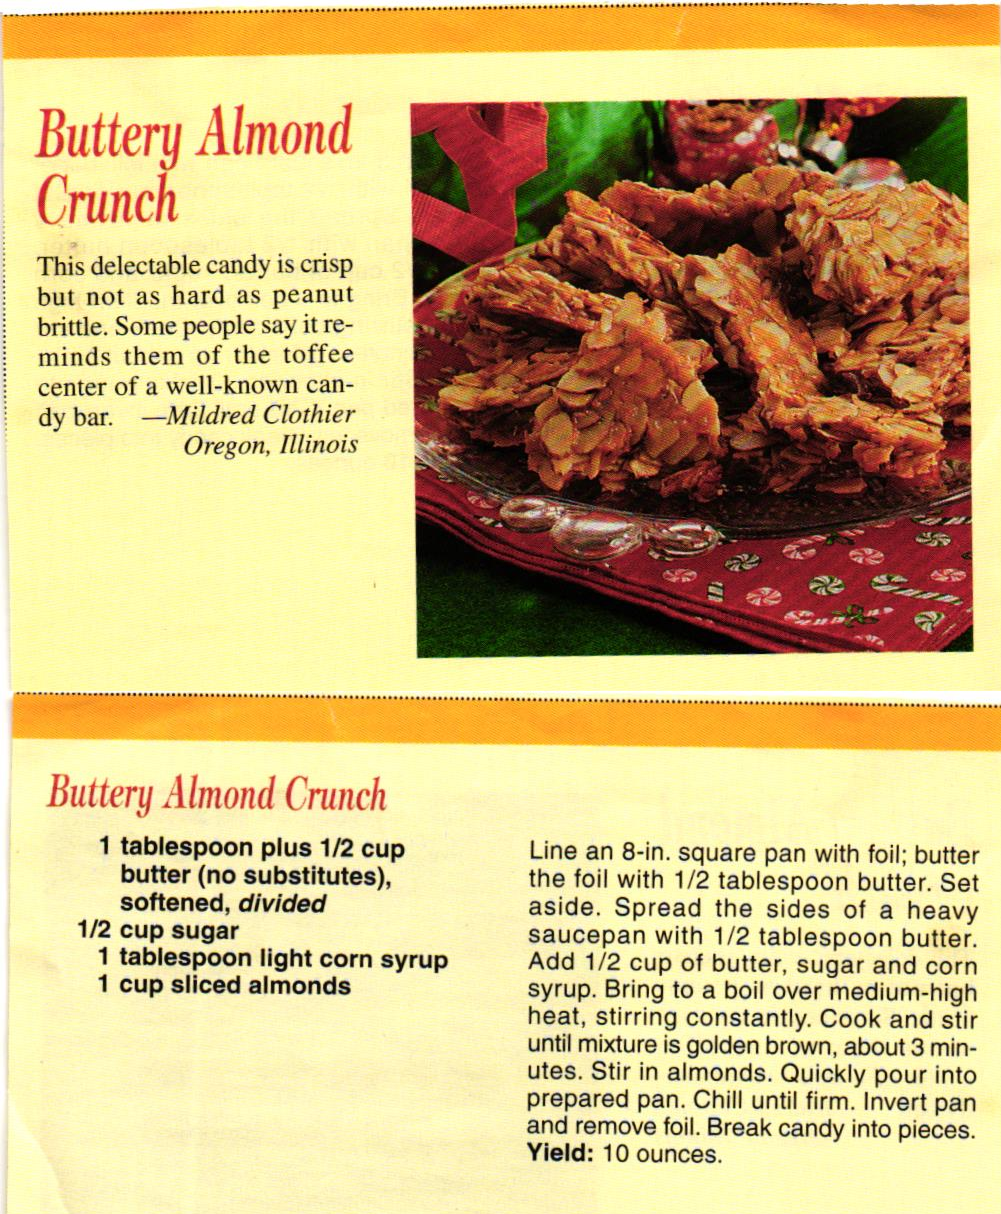 Buttery Almond
Crunch
This delectable candy is crisp
but not as hard as peanut
brittle. Some people say it re-
minds them of the toffee
center of a well-known can-
dy bar. —Mildred Clothier
Oregon, Illinois
Buttery Almond Crunch
1 tablespoon plus 1/2 cup
butter (no substitutes),
softened, divided
1/2 cup sugar
1 tablespoon light corn syrup
1 cup sliced almonds
Line an 8-in. square pan with foil; butter
the foil with 1/2 tablespoon butter. Set
aside. Spread the sides of a heavy
saucepan with 1/2 tablespoon butter.
Add 1/2 cup of butter, sugar and corn
syrup. Bring to a boil over medium-high
heat, stirring constantly. Cook and stir
until mixture is golden brown, about 3 min-
utes. Stir in almonds. Quickly pour into
prepared pan. Chill until firm. Invert pan
and remove foil. Break candy into pieces.
Yield: 10 ounces.